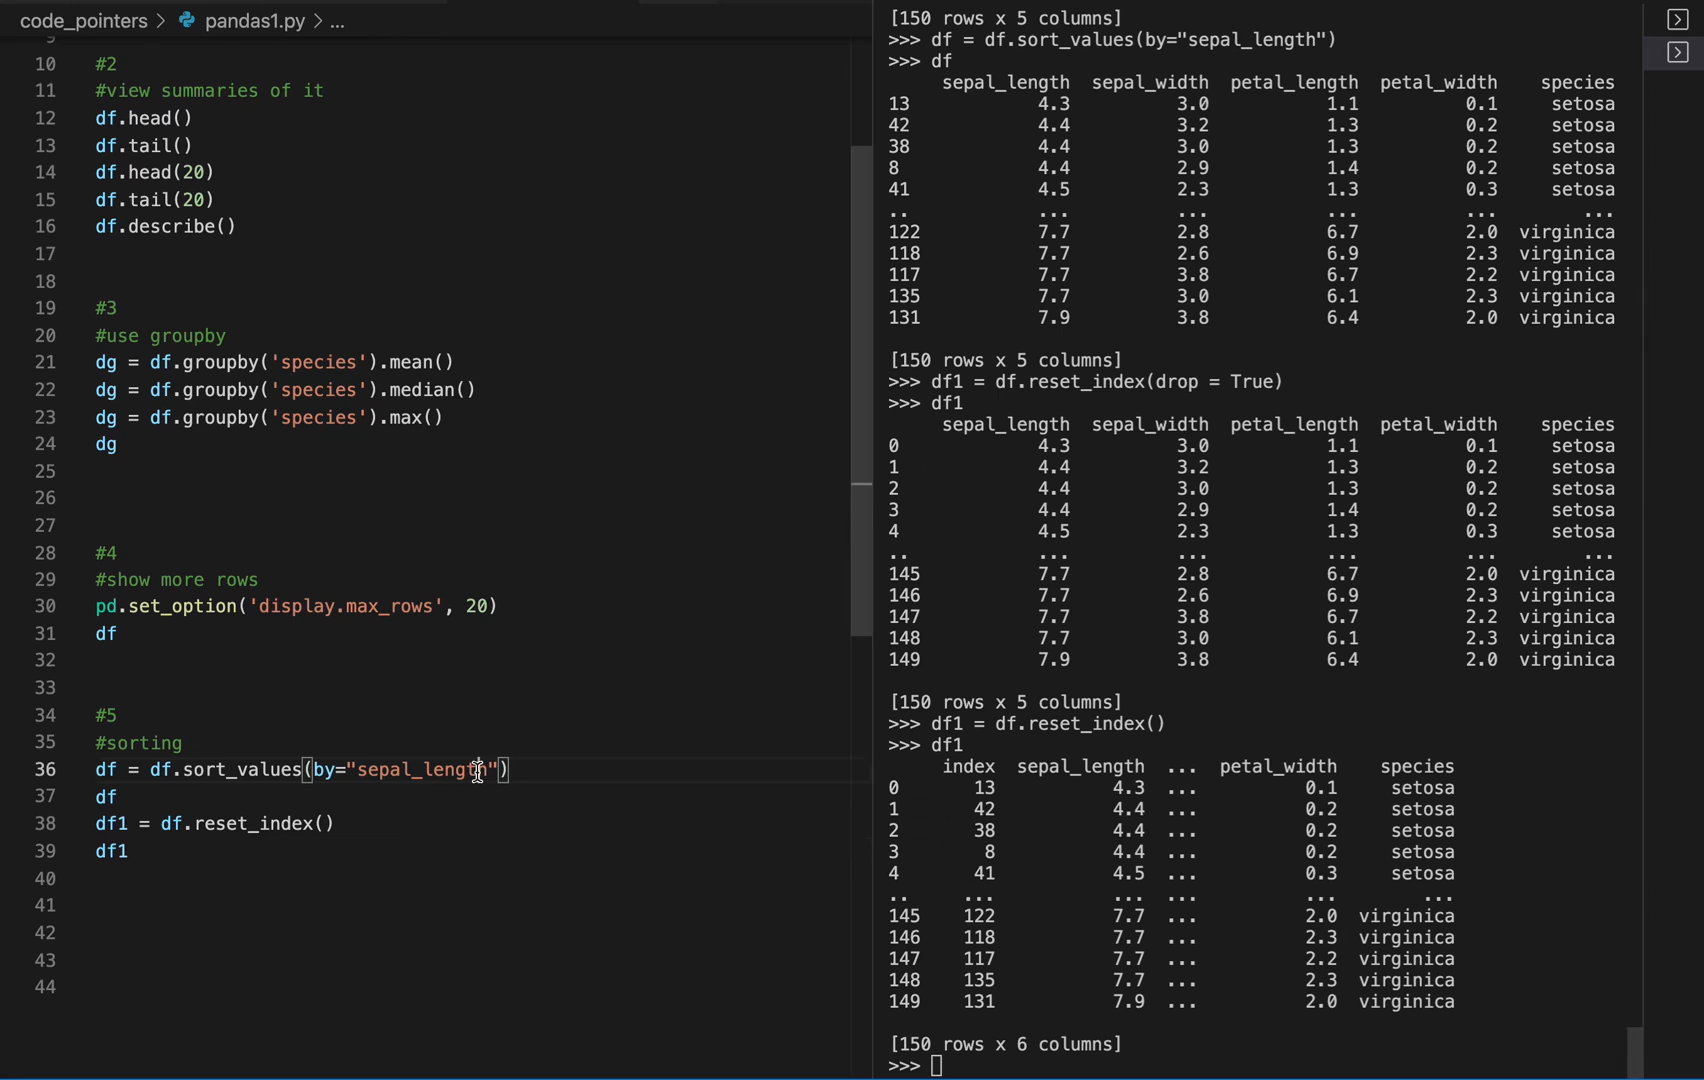 code_pointers > pandas1.py > ...
9
10 #2
11 #view summaries of it
12 df.head()
13 df.tail()
14 df.head(20)
15 df.tail(20)
16 df.describe()
17
18
19 #3
20 #use groupby
21 dg = df.groupby('species').mean()
22 dg = df.groupby('species').median()
23 dg = df.groupby('species').max()
24 dg
25
26
27
28 #4
29 #show more rows
30 pd.set_option('display.max_rows', 20)
31 df
32
33
34 #5
35 #sorting
36 df = df.sort_values(by="sepal_length")
37 df
38 df1 = df.reset_index()
39 df1
40
41
42
43
44
[150 rows x 5 columns]
>>> df = df.sort_values(by="sepal_length")
>>> df
sepal_length sepal_width petal_length petal_width species
13 4.3 3.0 1.1 0.1 setosa
42 4.4 3.2 1.3 0.2 setosa
38 4.4 3.0 1.3 0.2 setosa
8 4.4 2.9 1.4 0.2 setosa
41 4.5 2.3 1.3 0.3 setosa
.. ... ... ... ... ...
122 7.7 2.8 6.7 2.0 virginica
118 7.7 2.6 6.9 2.3 virginica
117 7.7 3.8 6.7 2.2 virginica
135 7.7 3.0 6.1 2.3 virginica
131 7.9 3.8 6.4 2.0 virginica
[150 rows x 5 columns]
>>> df1 = df.reset_index(drop = True)
>>> df1
sepal_length sepal_width petal_length petal_width species
0 4.3 3.0 1.1 0.1 setosa
1 4.4 3.2 1.3 0.2 setosa
2 4.4 3.0 1.3 0.2 setosa
3 4.4 2.9 1.4 0.2 setosa
4 4.5 2.3 1.3 0.3 setosa
.. ... ... ... ... ...
145 7.7 2.8 6.7 2.0 virginica
146 7.7 2.6 6.9 2.3 virginica
147 7.7 3.8 6.7 2.2 virginica
148 7.7 3.0 6.1 2.3 virginica
149 7.9 3.8 6.4 2.0 virginica
[150 rows x 5 columns]
>>> df1 = df.reset_index()
>>> df1
index sepal_length ... petal_width species
0 13 4.3 ... 0.1 setosa
1 42 4.4 ... 0.2 setosa
2 38 4.4 ... 0.2 setosa
3 8 4.4 ... 0.2 setosa
4 41 4.5 ... 0.3 setosa
.. ... ... ... ... ...
145 122 7.7 ... 2.0 virginica
146 118 7.7 ... 2.3 virginica
147 117 7.7 ... 2.2 virginica
148 135 7.7 ... 2.3 virginica
149 131 7.9 ... 2.0 virginica
[150 rows x 6 columns]
>>>